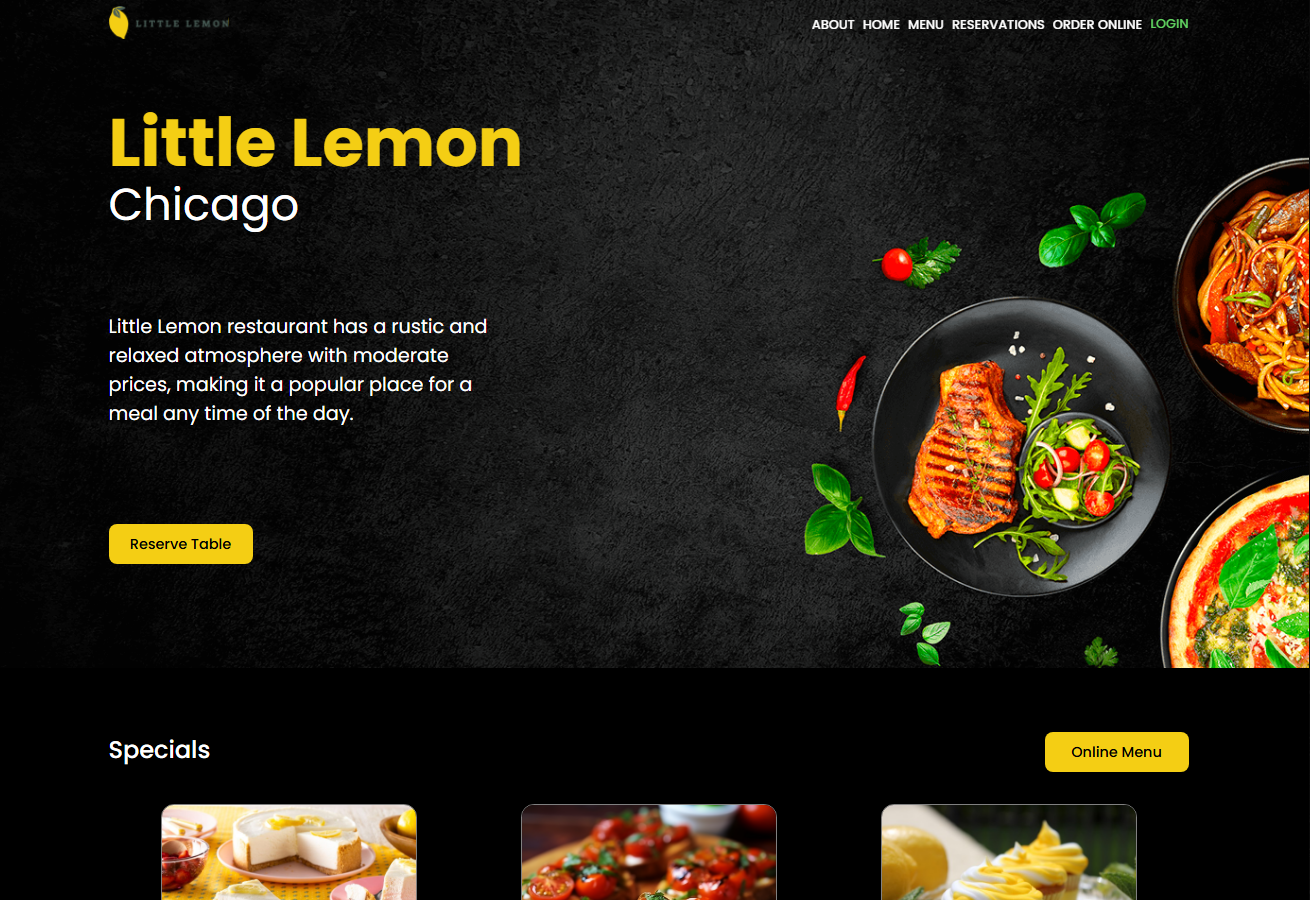 LITTLE LEMON
ABOUT HOME MENU RESERVATIONS ORDER ONLINE LOGIN
Little Lemon
Chicago
Little Lemon restaurant has a rustic and
relaxed atmosphere with moderate
prices, making it a popular place for a
meal any time of the day.
Reserve Table
Specials
Online Menu